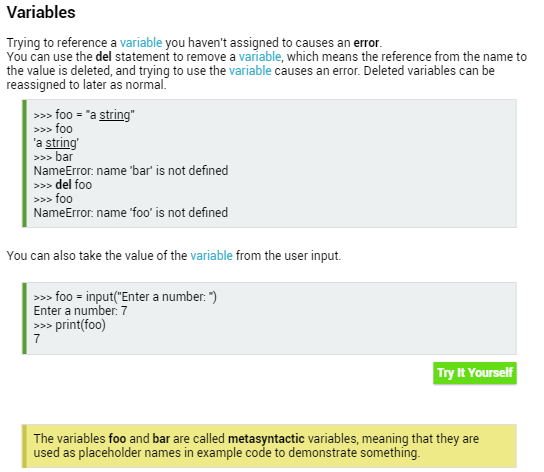 Variables
Trying to reference a variable you haven't assigned to causes an error.
You can use the del statement to remove a variable, which means the reference from the name to
the value is deleted, and trying to use the variable causes an error. Deleted variables can be
reassigned to later as normal.
>>> foo = "a string"
>>> foo
'a string'
>>> bar
NameError: name 'bar' is not defined
>>> del foo
>>> foo
NameError: name 'foo' is not defined
You can also take the value of the variable from the user input.
>>> foo = input("Enter a number: ")
Enter a number: 7
>>> print(foo)
7
Try It Yourself
The variables foo and bar are called metasyntactic variables, meaning that they are
used as placeholder names in example code to demonstrate something.